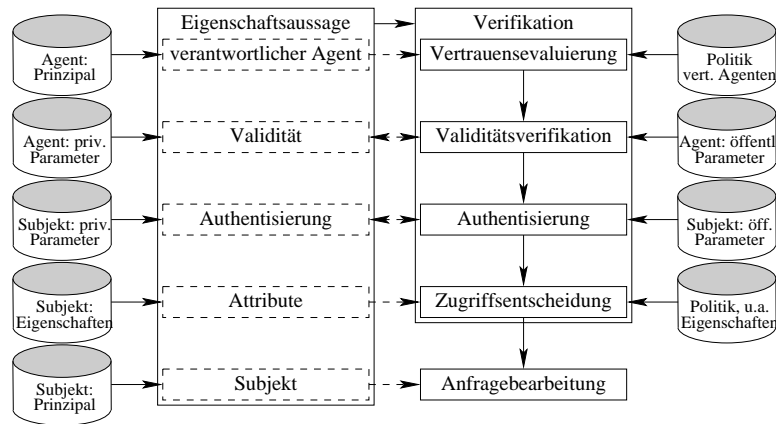 Eigenschaftsaussage
Verifikation
Agent:
Prinzipal
verantwortlicher Agent
Vertrauensevaluierung
Politik
vert. Agenten
Agent: priv.
Parameter
Validität
Validitätsverifikation
Agent: öffentl.
Parameter
Subjekt: priv.
Parameter
Authentisierung
Authentisierung
Subjekt: öff.
Parameter
Subjekt:
Eigenschaften
Attribute
Zugriffsentscheidung
Politik, u.a.
Eigenschaften
Subjekt:
Prinzipal
Subjekt
Anfragebearbeitung